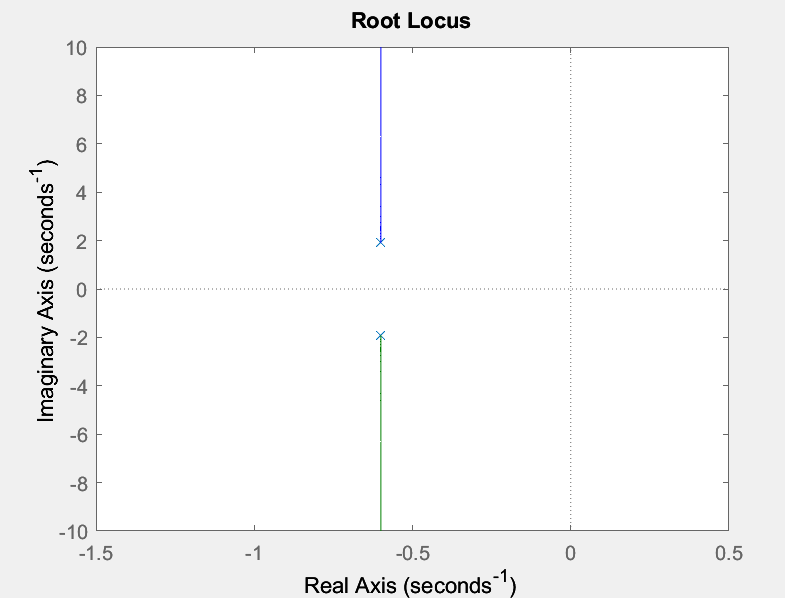 Root Locus
10
8
6
4
2
0
-2
-4
-6
-8
-10
Imaginary Axis (seconds⁻¹)
-1.5 -1 -0.5 0 0.5
Real Axis (seconds⁻¹)